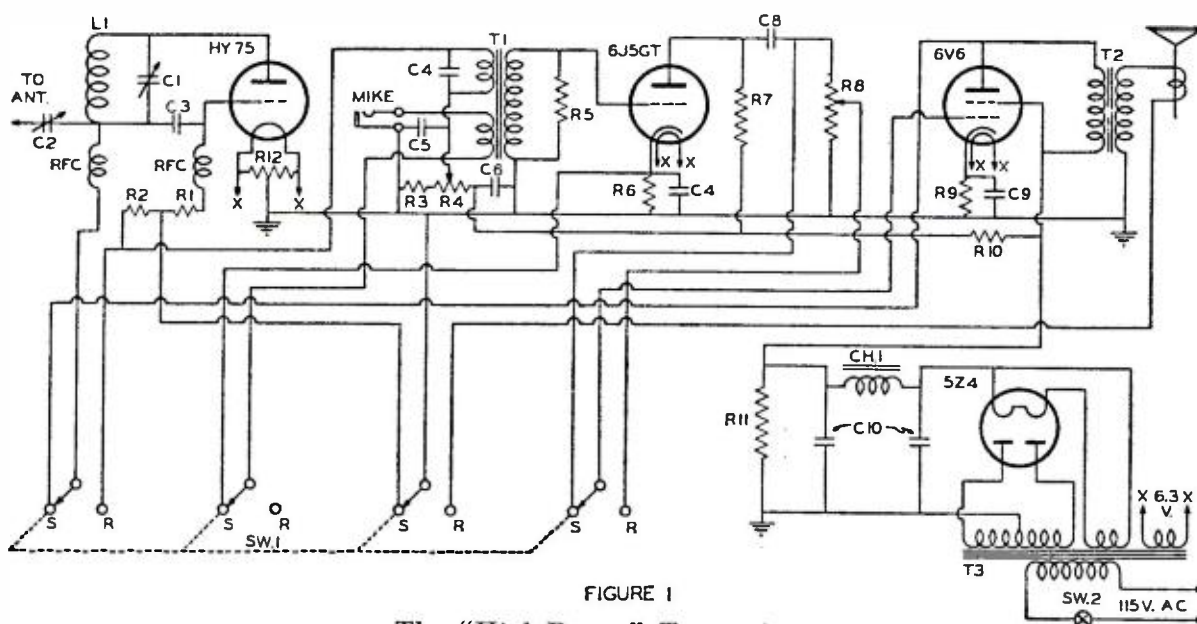 L1
HY 75
T1
6J5GT
C8
6V6
T2
TO
ANT.
C1
C3
C2
C4
MIKE
C5
R5
R7
R8
RFC
RFC
R12
X
X
R2
R1
C6
R3
R4
X
X
R6
C4
X
X
R9
C9
R10
CH.1
5Z4
R11
C10
S
R
S
R
SW.1
S
R
S
R
X 6.3 X
V.
T3
SW.2
115V. AC
FIGURE 1